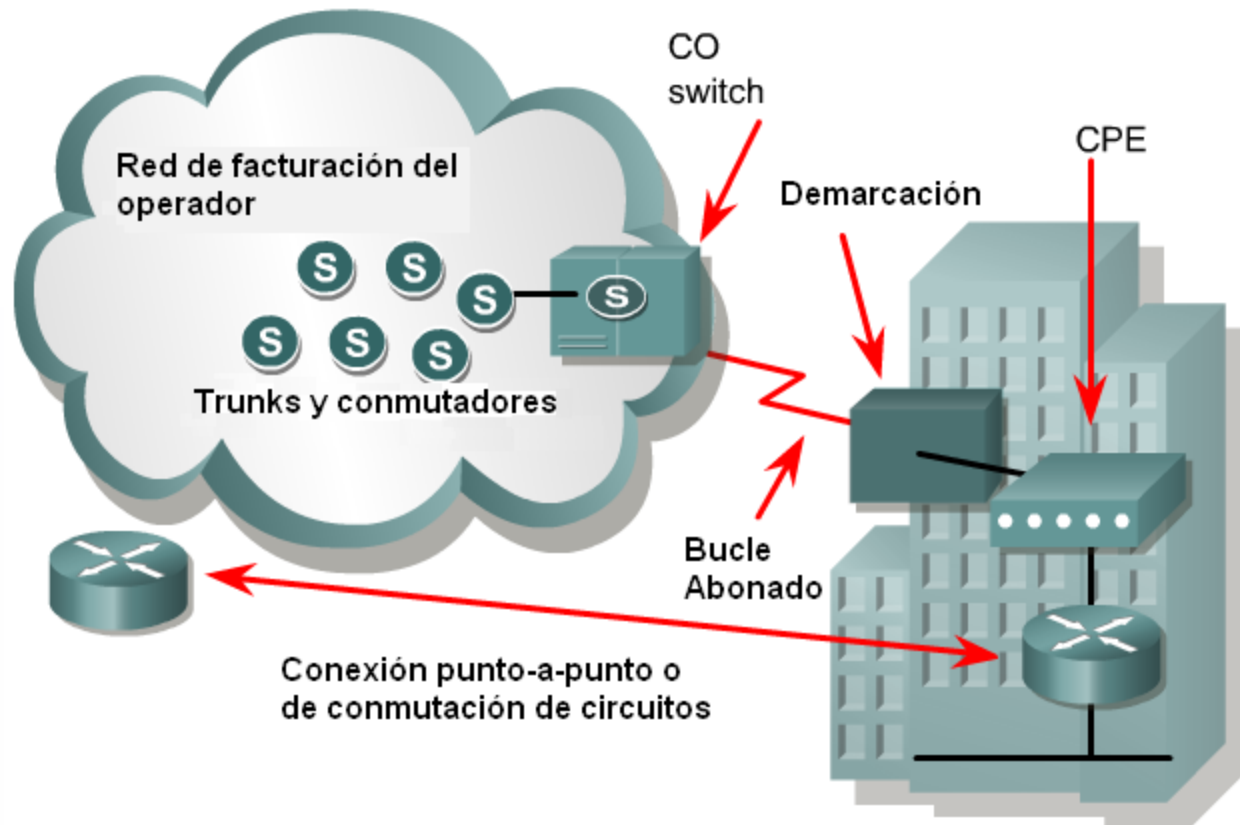 CO
switch
CPE
Red de facturación del
operador
Demarcación
S
S
S
S
S
S
S
Trunks y conmutadores
Bucle
Abonado
Conexión punto-a-punto o
de conmutación de circuitos